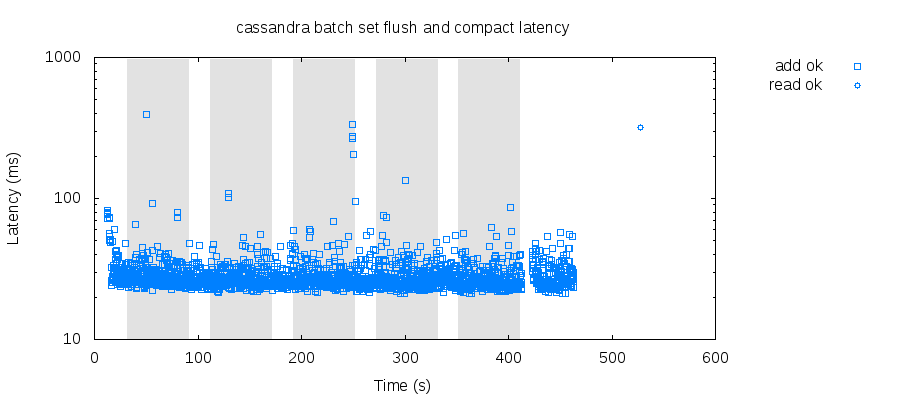 cassandra batch set flush and compact latency
add ok
read ok
1000
100
10
Latency (ms)
0 100 200 300 400 500 600
Time (s)